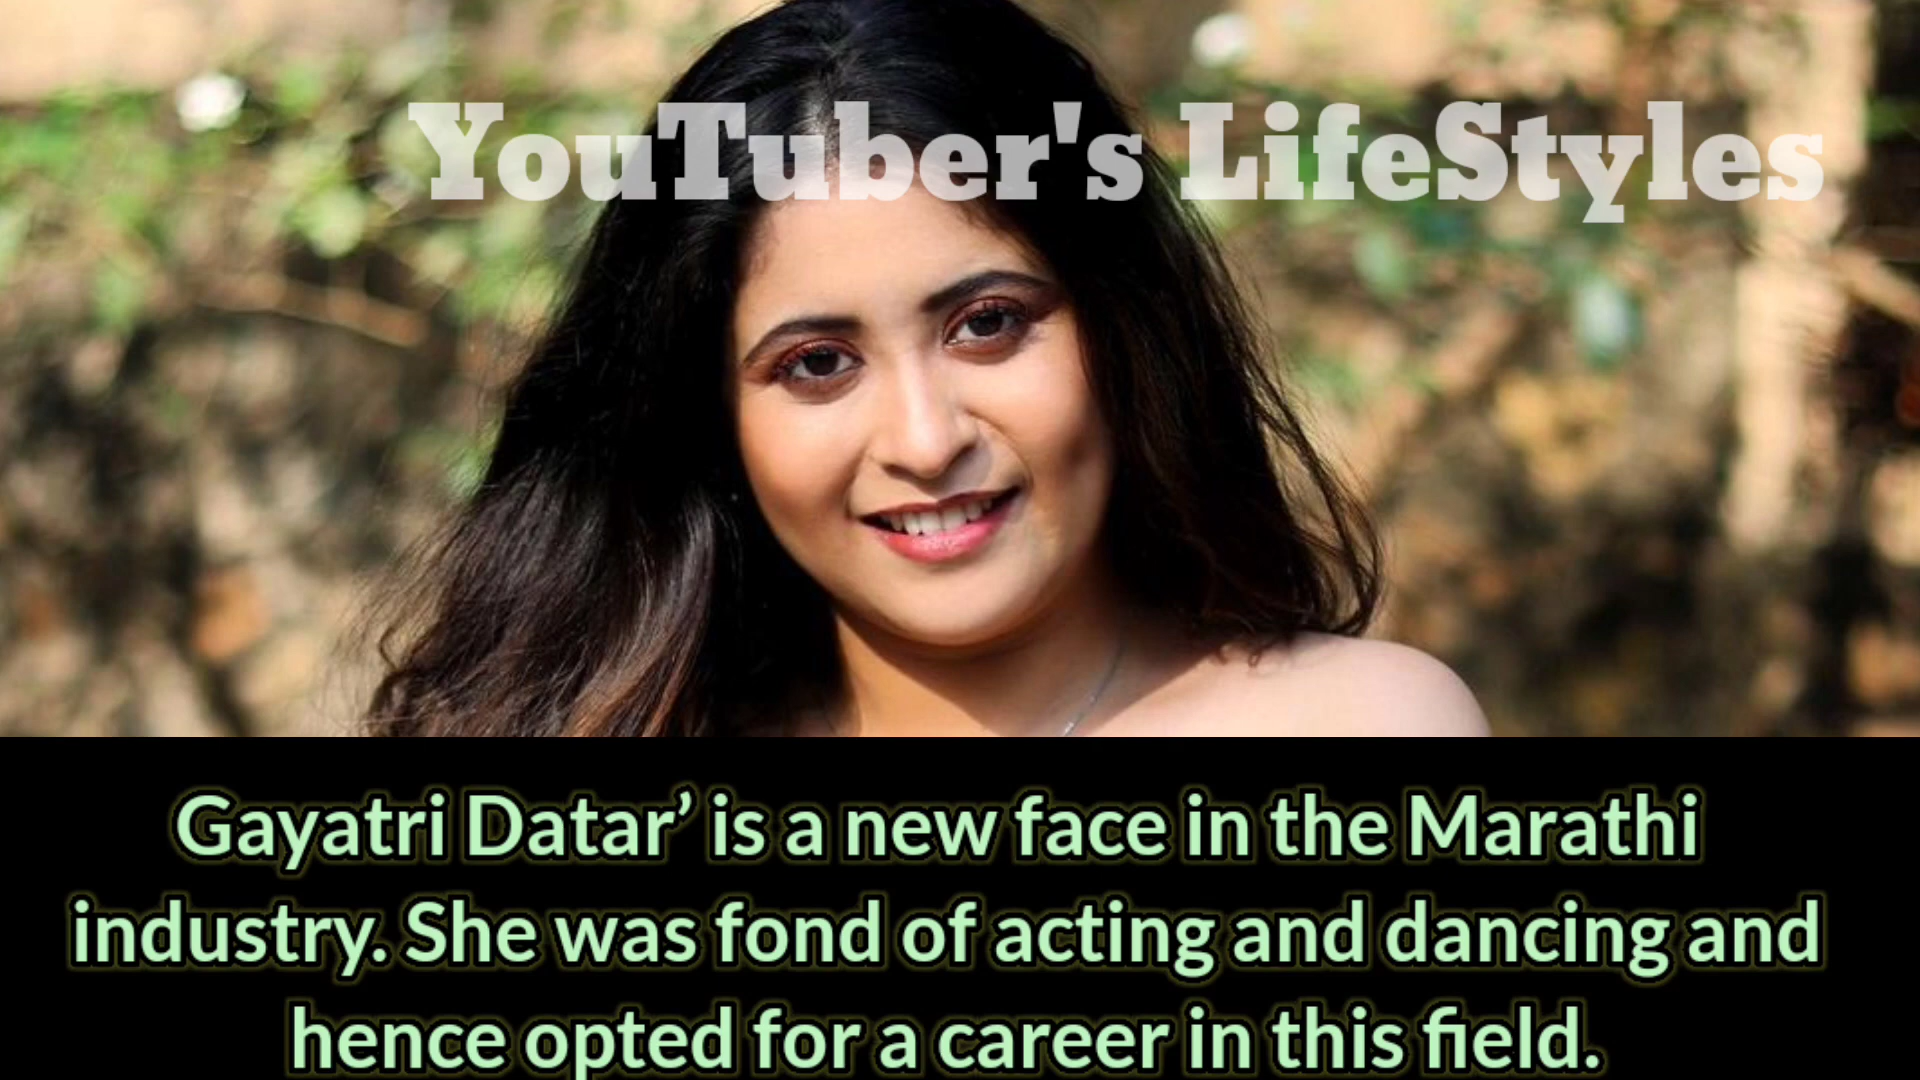 YouTuber's LifeStyles
Gayatri Datar’ is a new face in the Marathi
industry. She was fond of acting and dancing and
hence opted for a career in this field.